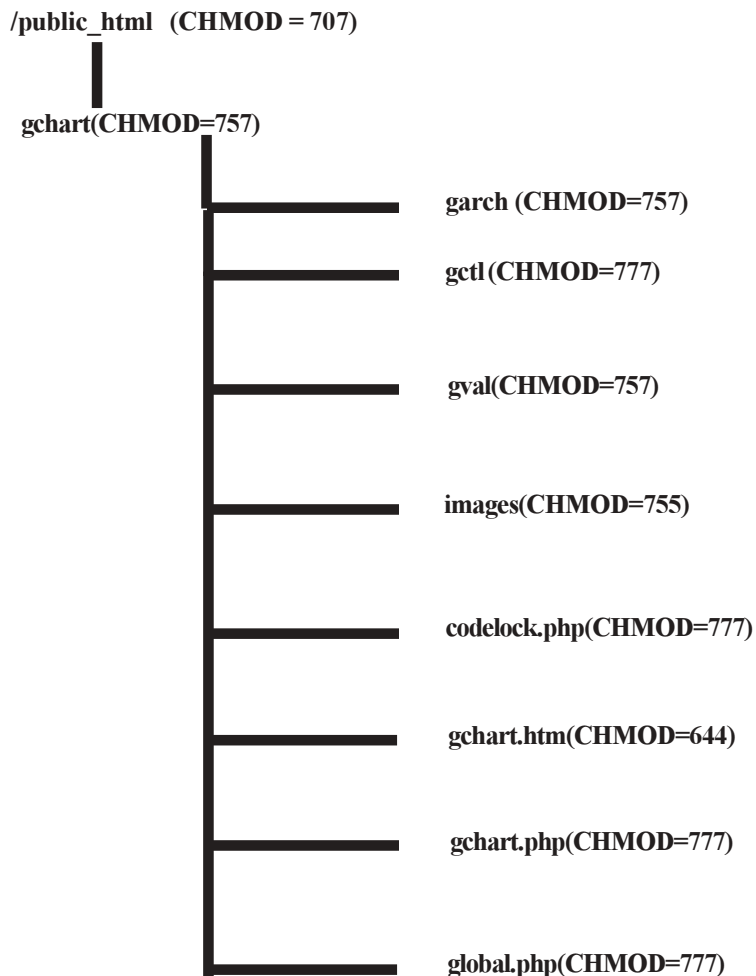 /public_html (CHMOD = 707)
gchart(CHMOD=757)
garch (CHMOD=757)
gctl (CHMOD=777)
gval(CHMOD=757)
images(CHMOD=755)
codelock.php(CHMOD=777)
gchart.htm(CHMOD=644)
gchart.php(CHMOD=777)
global.php(CHMOD=777)